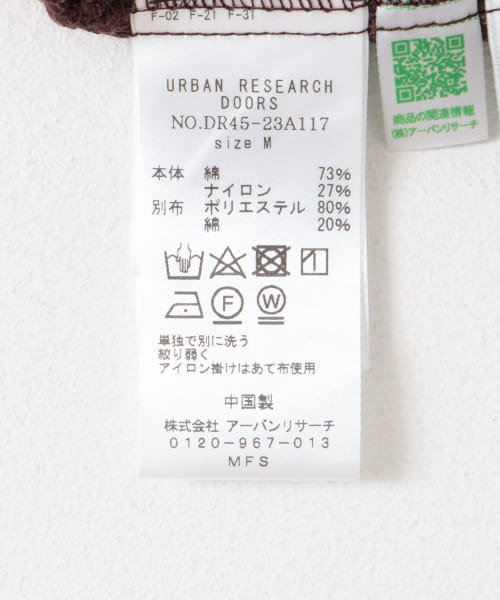 F-02 F-21 F-31
URBAN RESEARCH
DOORS
NO.DR45-23A117
size M
本体 綿 73%
ナイロン 27%
別布 ポリエステル 80%
綿 20%
F
W
単独で別に洗う
絞り弱く
アイロン掛けはあて布使用
中国製
株式会社 アーバンリサーチ
0120-967-013
MFS
商品の関連情報
(株)アーバンリサーチ